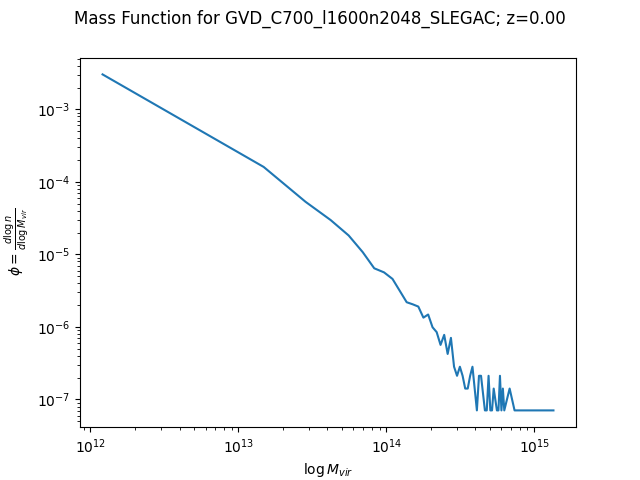 Mass Function for GVD_C700_l1600n2048_SLEGAC; z=0.00
10⁻³
10⁻⁴
10⁻⁵
10⁻⁶
10⁻⁷
ϕ = d log n / d log M_vir
10¹² 10¹³ 10¹⁴ 10¹⁵
log M_vir